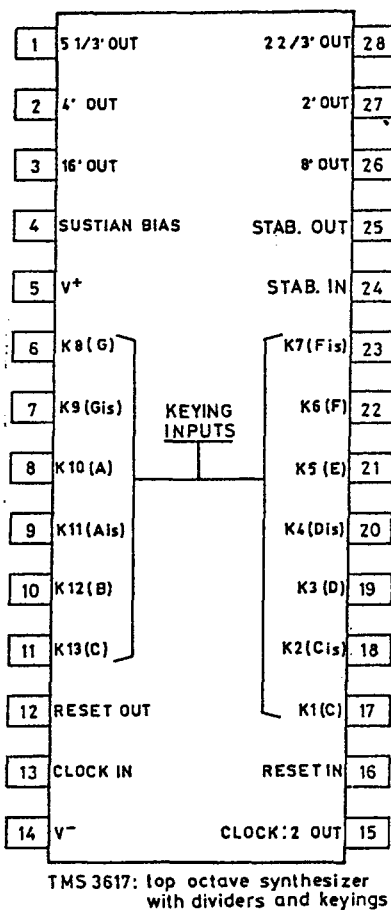 1 5 1/3' OUT 2 2/3' OUT 28
2 4' OUT 2' OUT 27
3 16' OUT 8' OUT 26
4 SUSTIAN BIAS STAB. OUT 25
5 V+ STAB. IN 24
6 K8(G) K7(Fis) 23
7 K9(Gis) K6(F) 22
KEYING
INPUTS
8 K10(A) K5(E) 21
9 K11(Ais) K4(Dis) 20
10 K12(B) K3(D) 19
11 K13(C) K2(Cis) 18
12 RESET OUT K1(C) 17
13 CLOCK IN RESET IN 16
14 V- CLOCK:2 OUT 15
TMS 3617: top octave synthesizer
with dividers and keyings